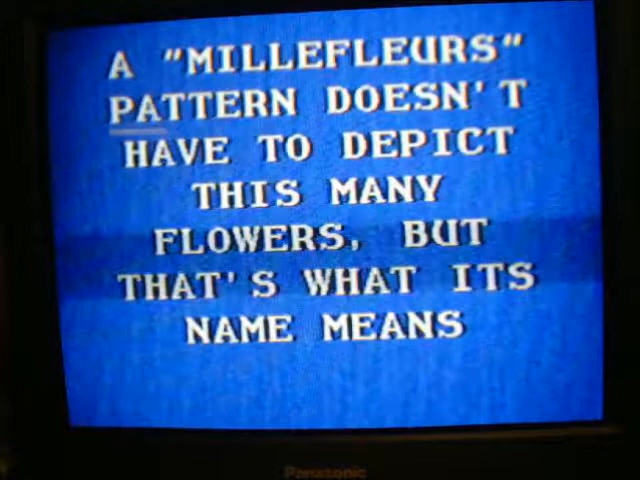 A "MILLEFLEURS"
PATTERN DOESN'T
HAVE TO DEPICT
THIS MANY
FLOWERS, BUT
THAT'S WHAT ITS
NAME MEANS
Panasonic